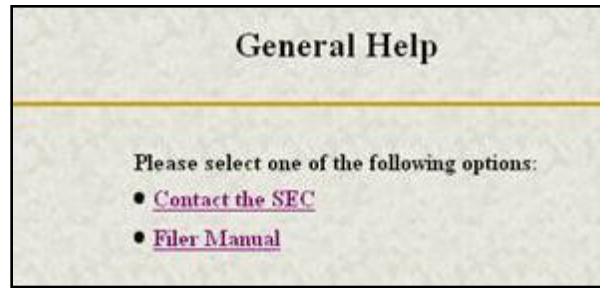 General Help
Please select one of the following options:
• Contact the SEC
• Filer Manual